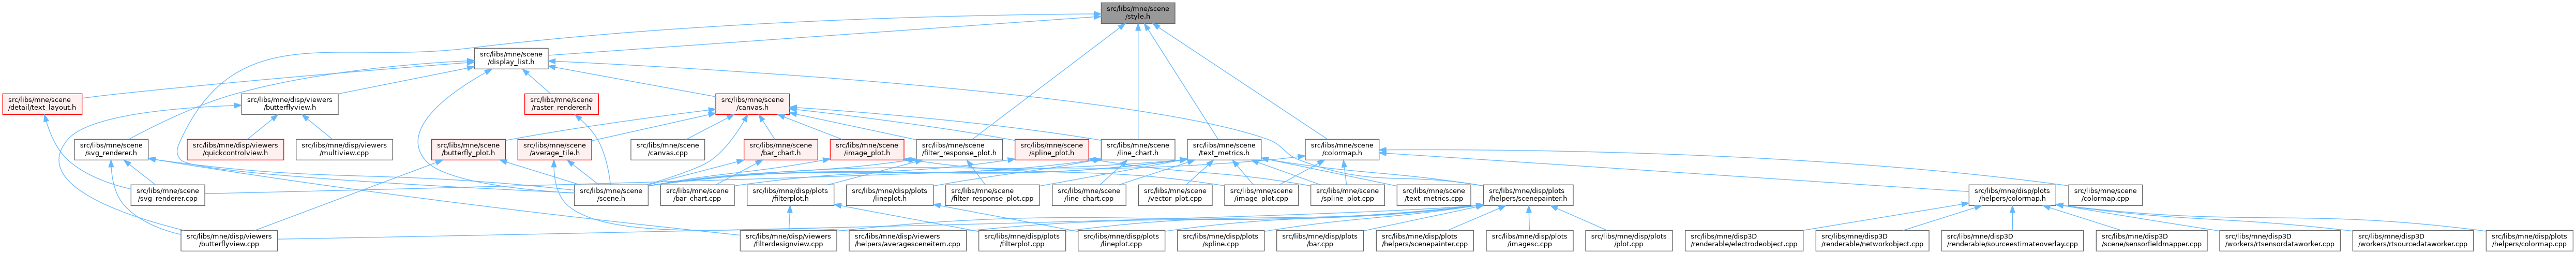 src/libs/mne/scene
/style.h
src/libs/mne/scene
/display_list.h
src/libs/mne/scene
/detail/text_layout.h
src/libs/mne/disp/viewers
/butterflyview.h
src/libs/mne/scene
/raster_renderer.h
src/libs/mne/scene
/canvas.h
src/libs/mne/scene
/svg_renderer.h
src/libs/mne/disp/viewers
/quickcontrolview.h
src/libs/mne/disp/viewers
/multiview.cpp
src/libs/mne/scene
/butterfly_plot.h
src/libs/mne/scene
/average_tile.h
src/libs/mne/scene
/canvas.cpp
src/libs/mne/scene
/bar_chart.h
src/libs/mne/scene
/image_plot.h
src/libs/mne/scene
/filter_response_plot.h
src/libs/mne/scene
/spline_plot.h
src/libs/mne/scene
/line_chart.h
src/libs/mne/scene
/text_metrics.h
src/libs/mne/scene
/colormap.h
src/libs/mne/scene
/svg_renderer.cpp
src/libs/mne/scene
/scene.h
src/libs/mne/scene
/bar_chart.cpp
src/libs/mne/disp/plots
/filterplot.h
src/libs/mne/disp/plots
/lineplot.h
src/libs/mne/scene
/filter_response_plot.cpp
src/libs/mne/scene
/line_chart.cpp
src/libs/mne/scene
/vector_plot.cpp
src/libs/mne/scene
/image_plot.cpp
src/libs/mne/scene
/spline_plot.cpp
src/libs/mne/scene
/text_metrics.cpp
src/libs/mne/disp/plots
/helpers/scenepainter.h
src/libs/mne/disp/plots
/helpers/colormap.h
src/libs/mne/scene
/colormap.cpp
src/libs/mne/disp/viewers
/butterflyview.cpp
src/libs/mne/disp/viewers
/filterdesignview.cpp
src/libs/mne/disp/viewers
/helpers/averagesceneitem.cpp
src/libs/mne/disp/plots
/filterplot.cpp
src/libs/mne/disp/plots
/lineplot.cpp
src/libs/mne/disp/plots
/spline.cpp
src/libs/mne/disp/plots
/bar.cpp
src/libs/mne/disp/plots
/helpers/scenepainter.cpp
src/libs/mne/disp/plots
/imagesc.cpp
src/libs/mne/disp/plots
/plot.cpp
src/libs/mne/disp3D
/renderable/electrodeobject.cpp
src/libs/mne/disp3D
/renderable/networkobject.cpp
src/libs/mne/disp3D
/renderable/sourceestimateoverlay.cpp
src/libs/mne/disp3D
/scene/sensorfieldmapper.cpp
src/libs/mne/disp3D
/workers/rtsensordataworker.cpp
src/libs/mne/disp3D
/workers/rtsourcedataworker.cpp
src/libs/mne/disp/plots
/helpers/colormap.cpp